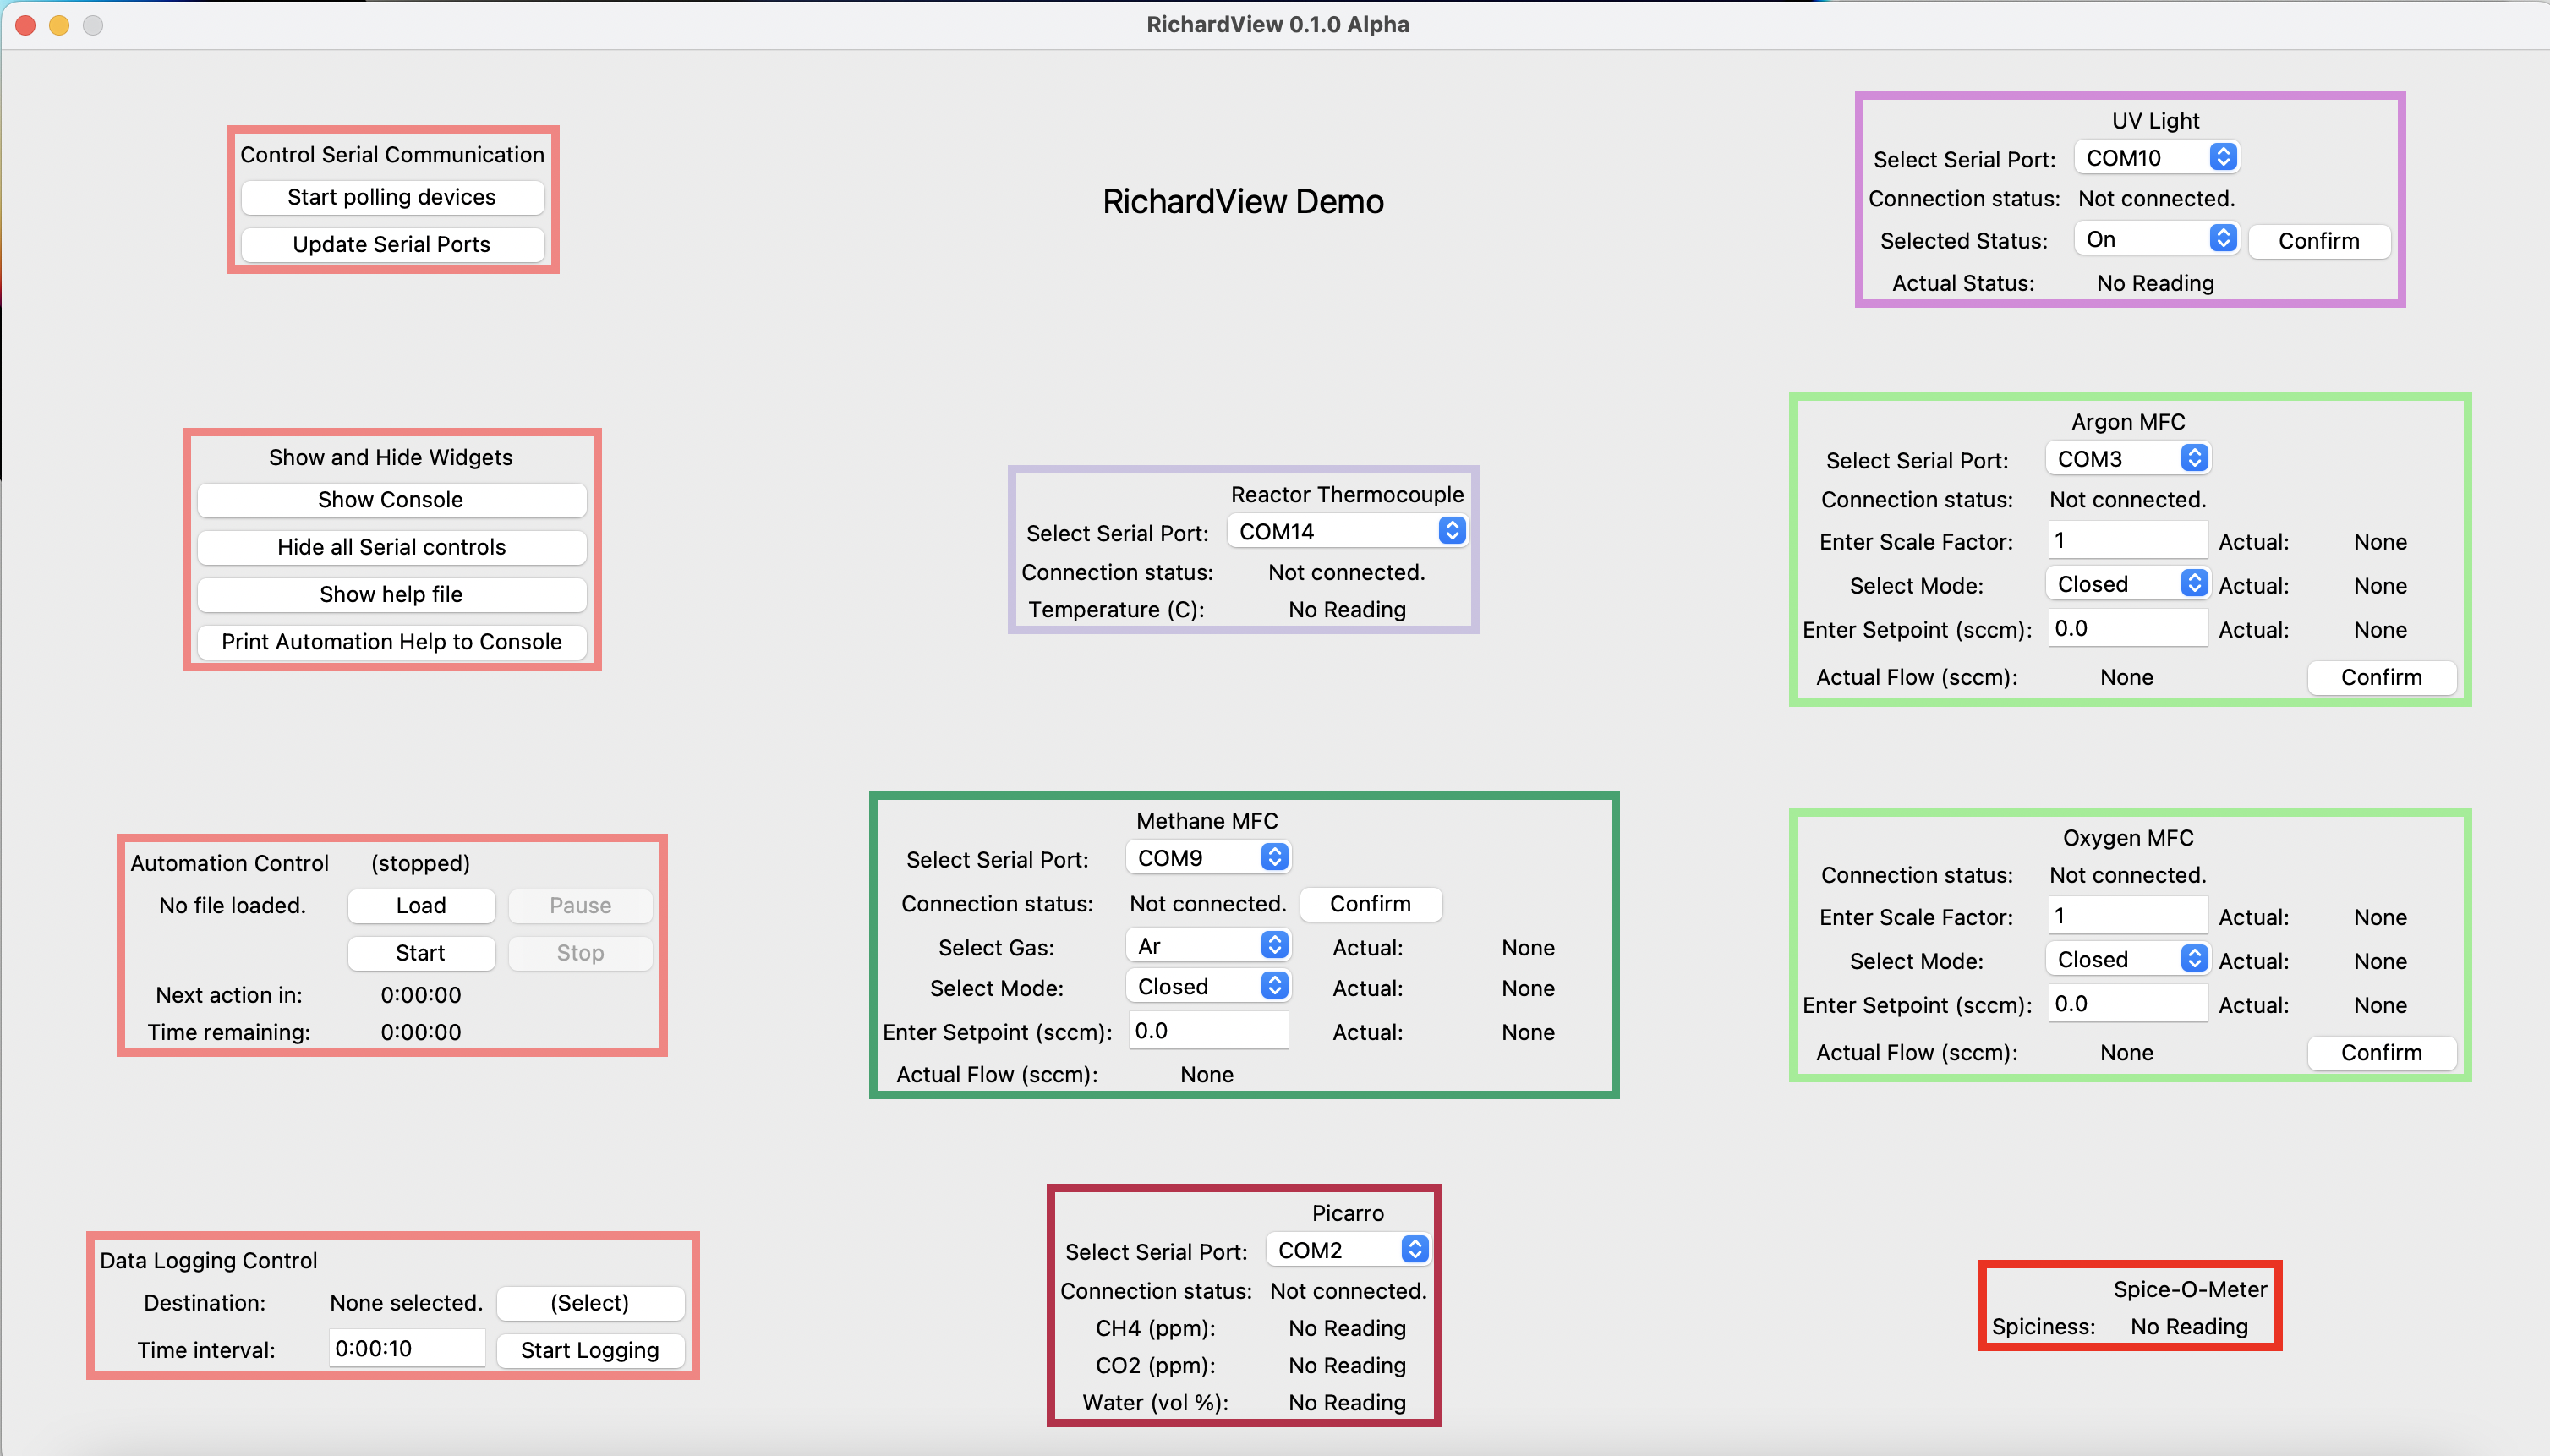 RichardView 0.1.0 Alpha
Control Serial Communication
Start polling devices
Update Serial Ports
RichardView Demo
UV Light
Select Serial Port: COM10
Connection status: Not connected.
Selected Status: On Confirm
Actual Status: No Reading
Show and Hide Widgets
Show Console
Hide all Serial controls
Show help file
Print Automation Help to Console
Reactor Thermocouple
Select Serial Port: COM14
Connection status: Not connected.
Temperature (C): No Reading
Argon MFC
Select Serial Port: COM3
Connection status: Not connected.
Enter Scale Factor: 1 Actual: None
Select Mode: Closed Actual: None
Enter Setpoint (sccm): 0.0 Actual: None
Actual Flow (sccm): None Confirm
Automation Control (stopped)
No file loaded. Load Pause
Start Stop
Next action in: 0:00:00
Time remaining: 0:00:00
Methane MFC
Select Serial Port: COM9
Connection status: Not connected. Confirm
Select Gas: Ar Actual: None
Select Mode: Closed Actual: None
Enter Setpoint (sccm): 0.0 Actual: None
Actual Flow (sccm): None
Oxygen MFC
Connection status: Not connected.
Enter Scale Factor: 1 Actual: None
Select Mode: Closed Actual: None
Enter Setpoint (sccm): 0.0 Actual: None
Actual Flow (sccm): None Confirm
Data Logging Control
Destination: None selected. (Select)
Time interval: 0:00:10 Start Logging
Picarro
Select Serial Port: COM2
Connection status: Not connected.
CH4 (ppm): No Reading
CO2 (ppm): No Reading
Water (vol %): No Reading
Spice-O-Meter
Spiciness: No Reading